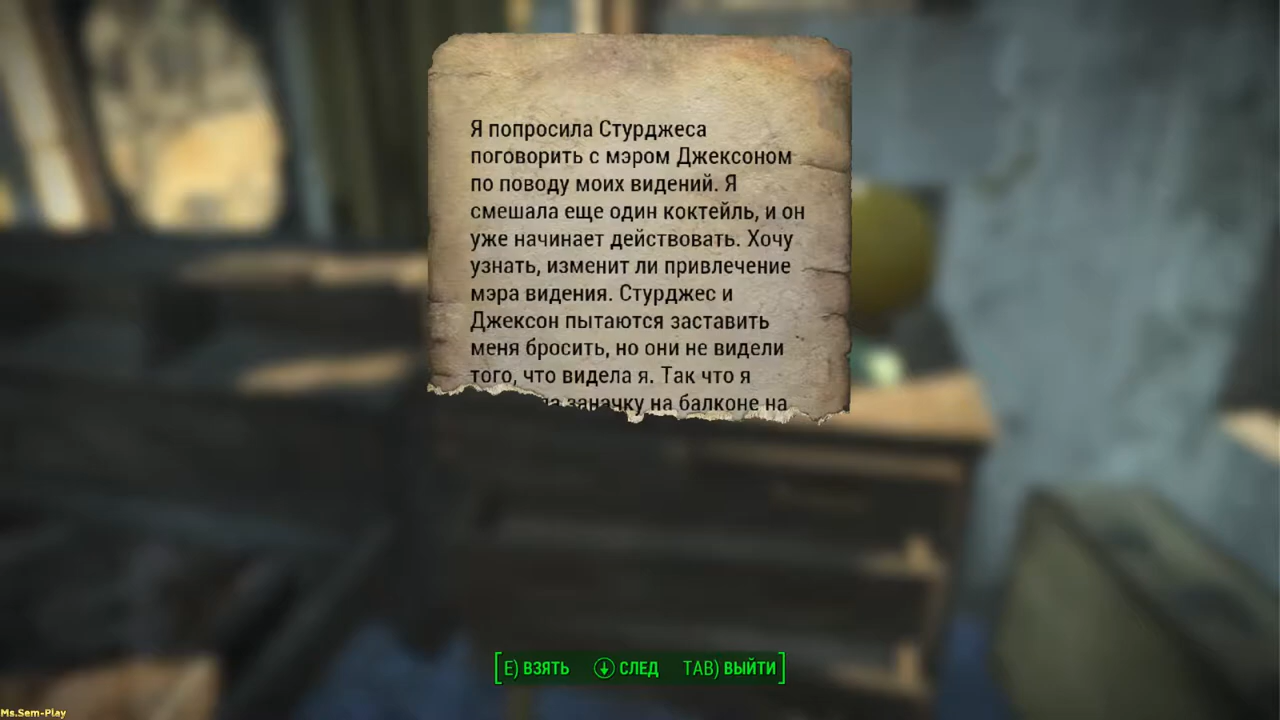 Я попросила Стурджеса
поговорить с мэром Джексоном
по поводу моих видений. Я
смешала еще один коктейль, и он
уже начинает действовать. Хочу
узнать, изменит ли привлечение
мэра видения. Стурджес и
Джексон пытаются заставить
меня бросить, но они не видели
того, что видела я. Так что я
заначку на балконе на
E) ВЗЯТЬ СЛЕД TAB) ВЫЙТИ
Ms.Sem-Play